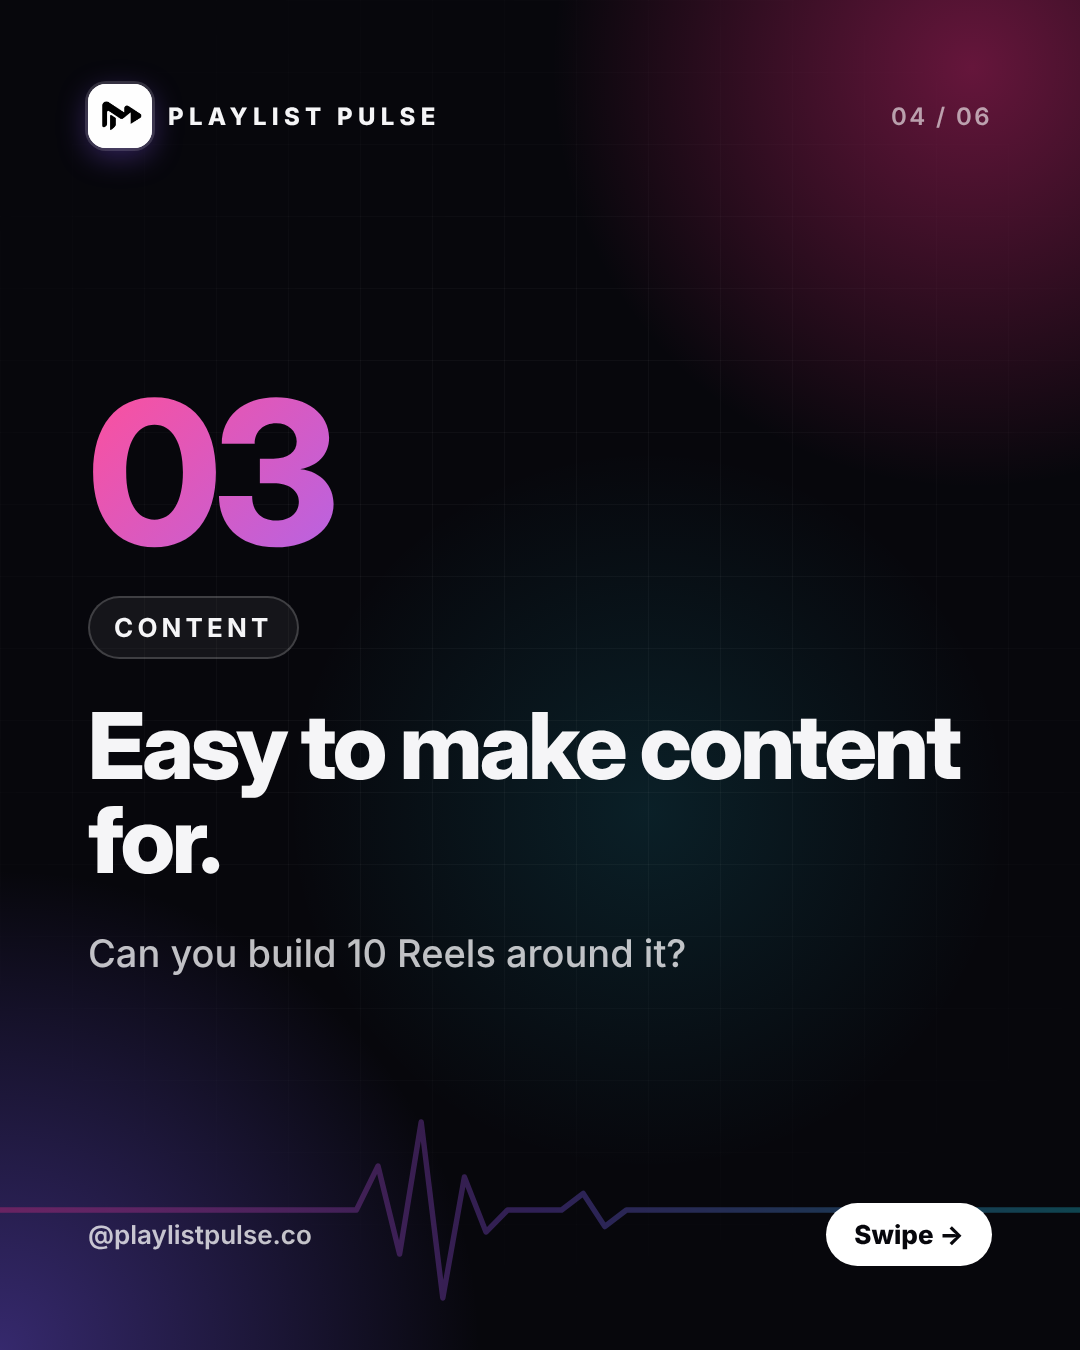 PLAYLIST PULSE
04 / 06
03
CONTENT
Easy to make content
for.
Can you build 10 Reels around it?
@playlistpulse.co
Swipe →